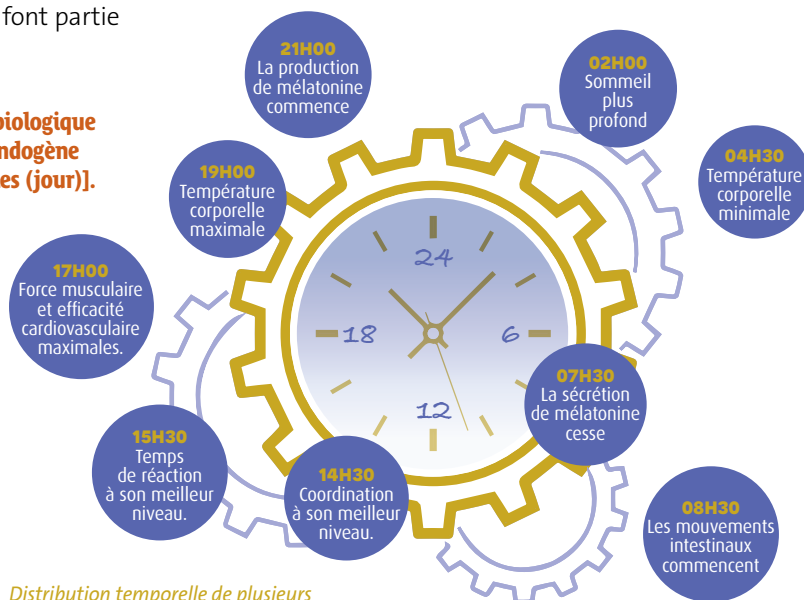 font partie
biologique
ndogène
es (jour)].
21H00
La production
de mélatonine
commence
02H00
Sommeil
plus
profond
19H00
Température
corporelle
maximale
04H30
Température
corporelle
minimale
17H00
Force musculaire
et efficacité
cardiovasculaire
maximales.
24
18
6
12
07H30
La sécrétion
de mélatonine
cesse
15H30
Temps
de réaction
à son meilleur
niveau.
14H30
Coordination
à son meilleur
niveau.
08H30
Les mouvements
intestinaux
commencent
Distribution temporelle de plusieurs